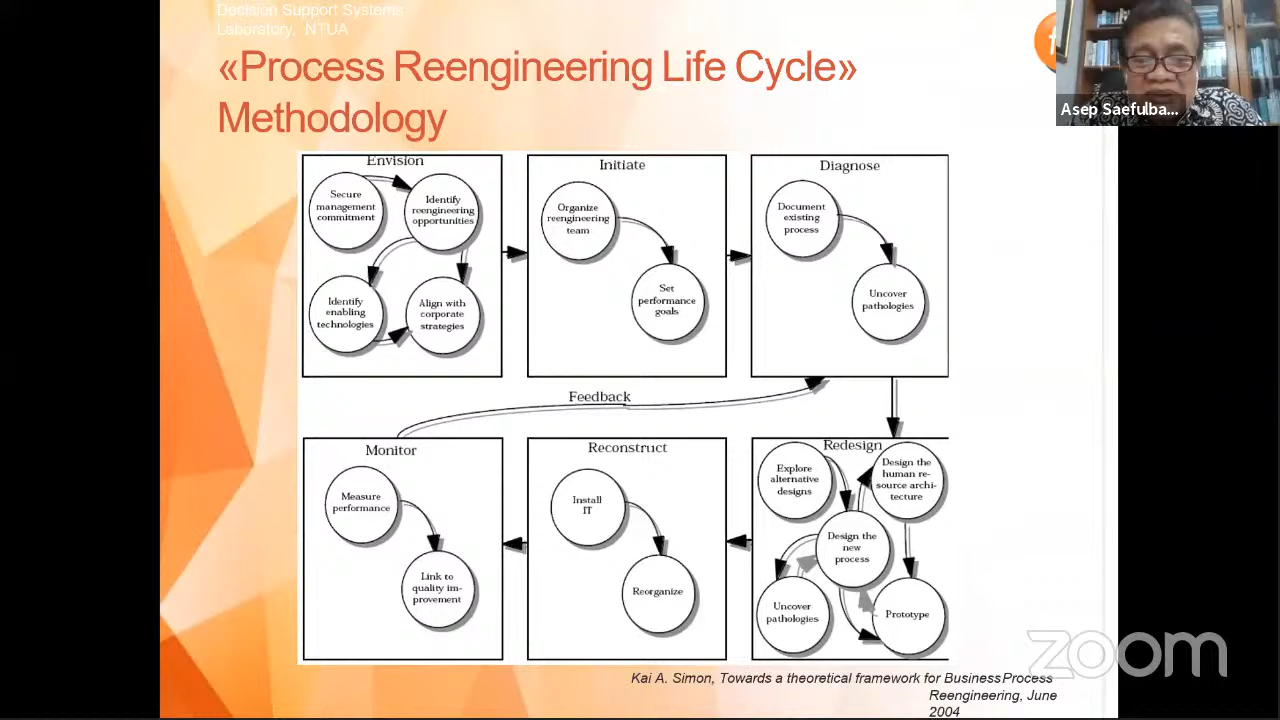 Decision Support Systems
Laboratory, NTUA
«Process Reengineering Life Cycle»
Methodology
Asep Saefulba...
Envision
Secure
management
commitment
Identify
reengineering
opportunities
Identify
enabling
technologies
Align with
corporate
strategies
Initiate
Organize
reengineering
team
Set
performance
goals
Diagnose
Document
existing
process
Uncover
pathologies
Feedback
Monitor
Measure
performance
Link to
quality im-
provement
Reconstruct
Install
IT
Reorganize
Redesign
Explore
alternative
designs
Design the
human re-
source archi-
tecture
Design the
new
process
Uncover
pathologies
Prototype
zoom
Kai A. Simon, Towards a theoretical framework for BusinessProcess
Reengineering, June
2004